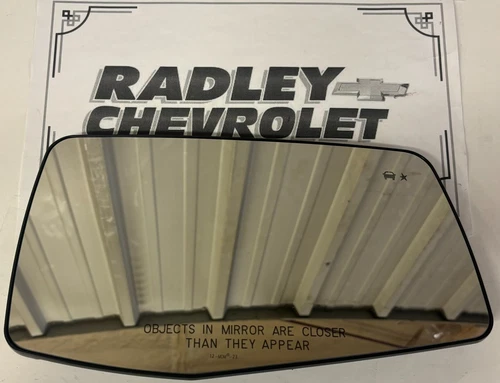 RADLEY
CHEVROLET
OBJECTS IN MIRROR ARE CLOSER
THAN THEY APPEAR